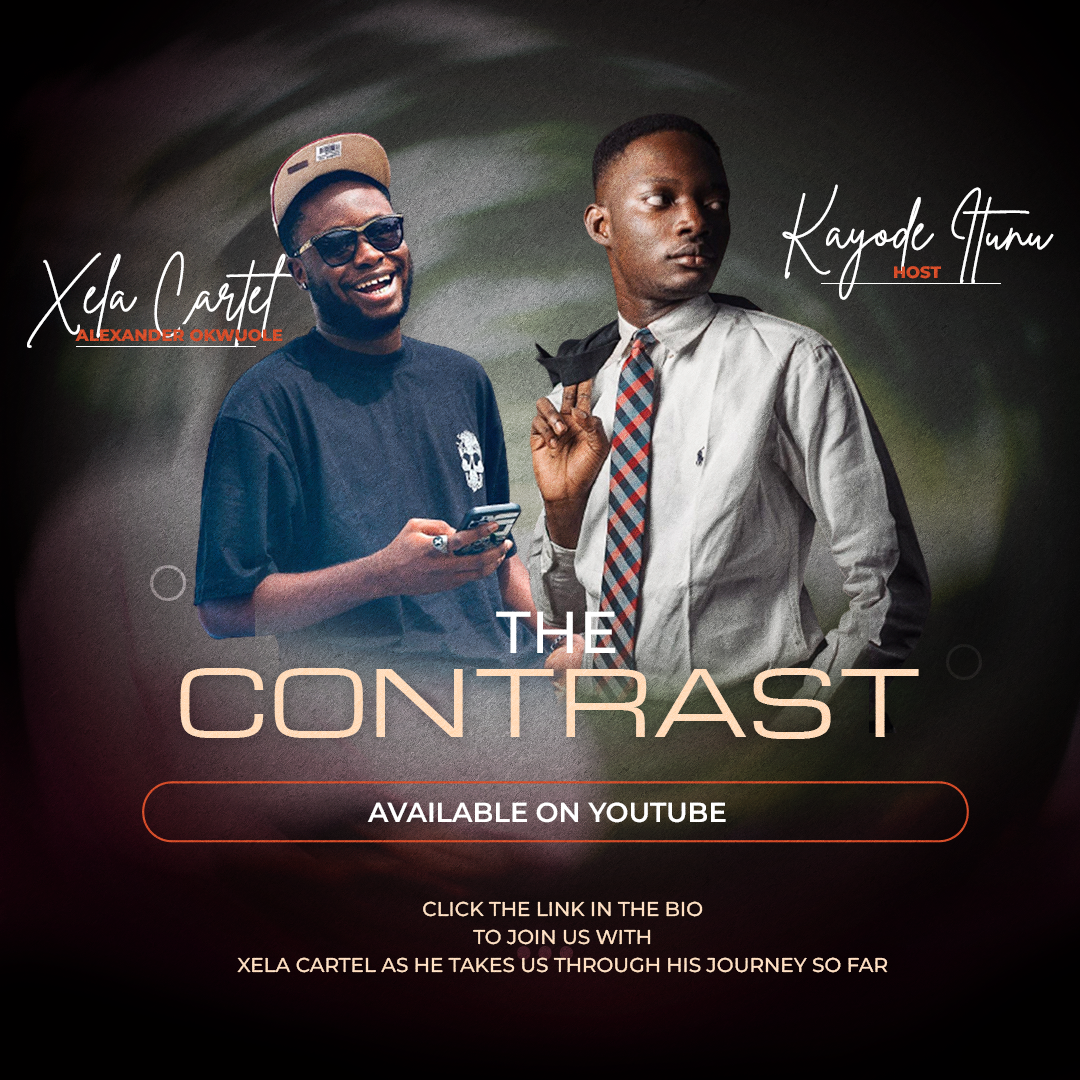 Xela Cartel
ALEXANDER OKWUOLE
Kayode Itunu
HOST
THE
CONTRAST
AVAILABLE ON YOUTUBE
CLICK THE LINK IN THE BIO
TO JOIN US WITH
XELA CARTEL AS HE TAKES US THROUGH HIS JOURNEY SO FAR